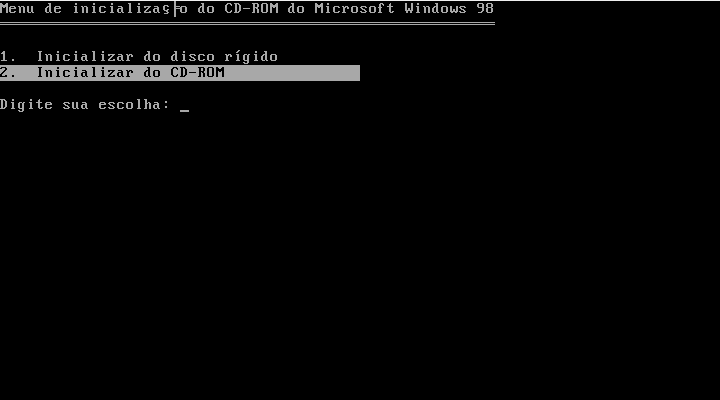 Menu de inicializaç╞o do CD-ROM do Microsoft Windows 98
1. Inicializar do disco rígido
2. Inicializar do CD-ROM
Digite sua escolha: _